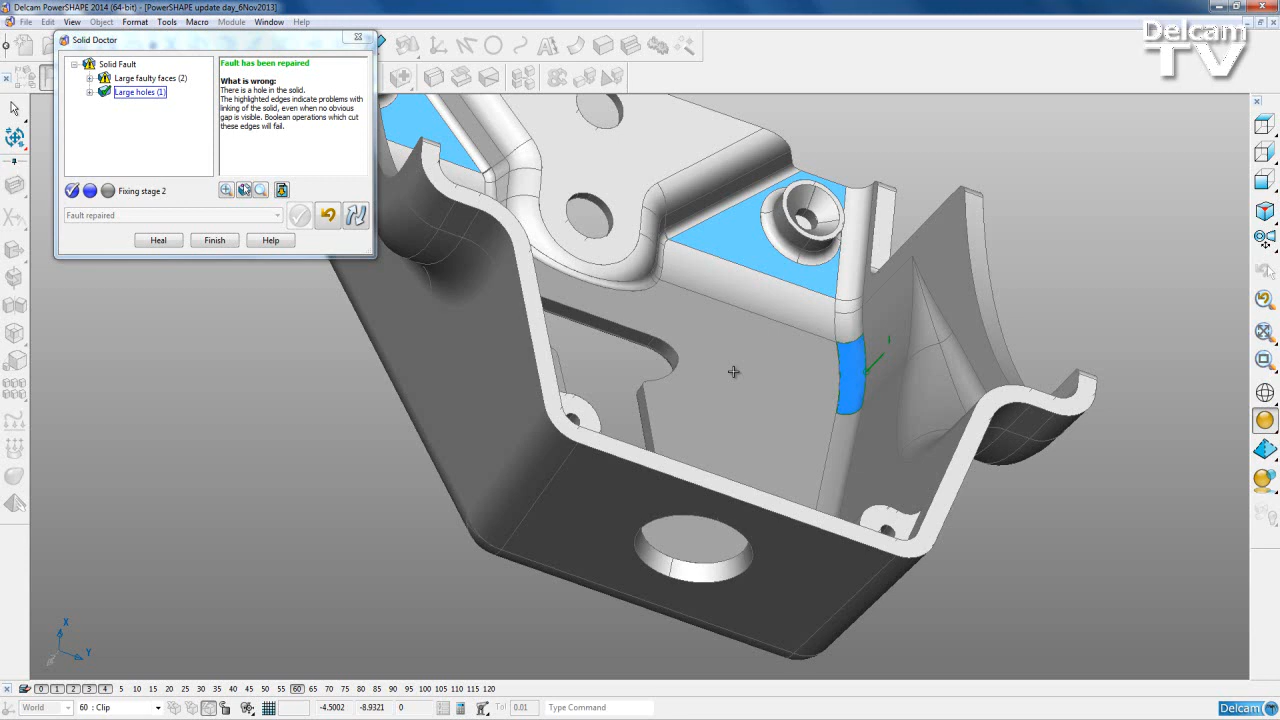 Delcam PowerSHAPE 2014 (64-bit) - [PowerSHAPE update day_6Nov2013]
File Edit View Object Format Tools Macro Module Window Help
Delcam
TV
Solid Doctor
Solid Fault
Large faulty faces (2)
Large holes (1)
Fault has been repaired
What is wrong:
There is a hole in the solid.
The highlighted edges indicate problems with
linking of the solid, even when no obvious
gap is visible. Boolean operations which cut
these edges will fail.
Fixing stage 2
Fault repaired
Heal Finish Help
X
Y
0 1 2 3 4 5 10 15 20 25 30 35 40 45 50 55 60 65 70 75 80 85 90 95 100 105 110 115 120
World 60 : Clip -4.5002 -8.9321 0 Tol 0.01 Type Command Delcam